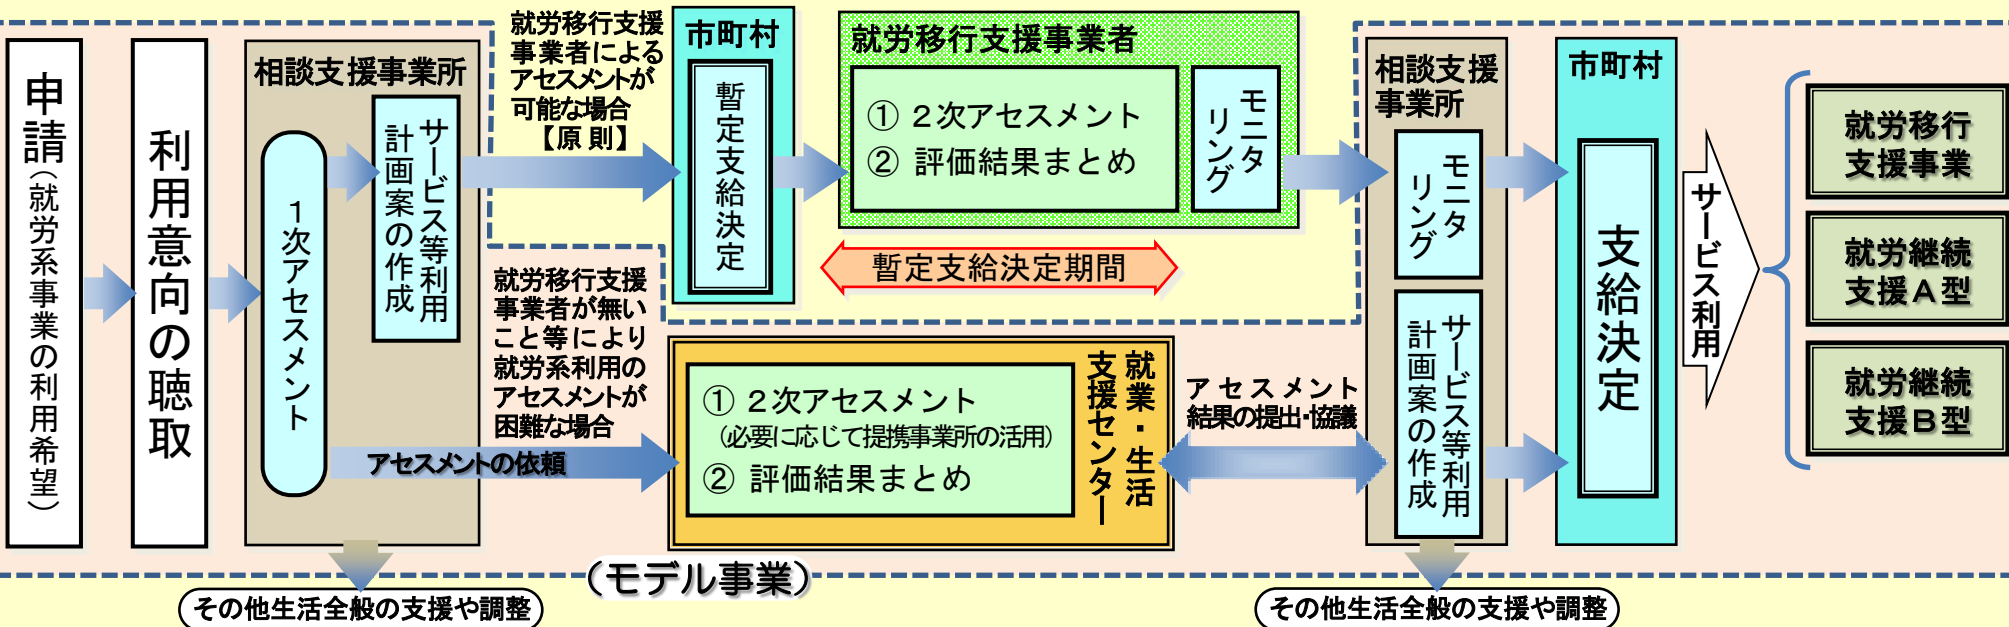 申請（就労系事業の利用希望）
利用意向の聴取
相談支援事業所
１次アセスメント
サービス等利用
計画案の作成
就労移行支援
事業者による
アセスメントが
可能な場合
【原則】
市町村
暫定支給決定
就労移行支援事業者
① ２次アセスメント
② 評価結果まとめ
モニタ
リング
暫定支給決定期間
就労移行支援
事業者が無い
こと等により
就労系利用の
アセスメントが
困難な場合
アセスメントの依頼
① ２次アセスメント
（必要に応じて提携事業所の活用）
② 評価結果まとめ
就業・生活
支援センター
アセスメント
結果の提出・協議
相談支援
事業所
モニタ
リング
サービス等利用
計画案の作成
市町村
支給決定
サービス利用
就労移行
支援事業
就労継続
支援Ａ型
就労継続
支援Ｂ型
（モデル事業）
その他生活全般の支援や調整
その他生活全般の支援や調整